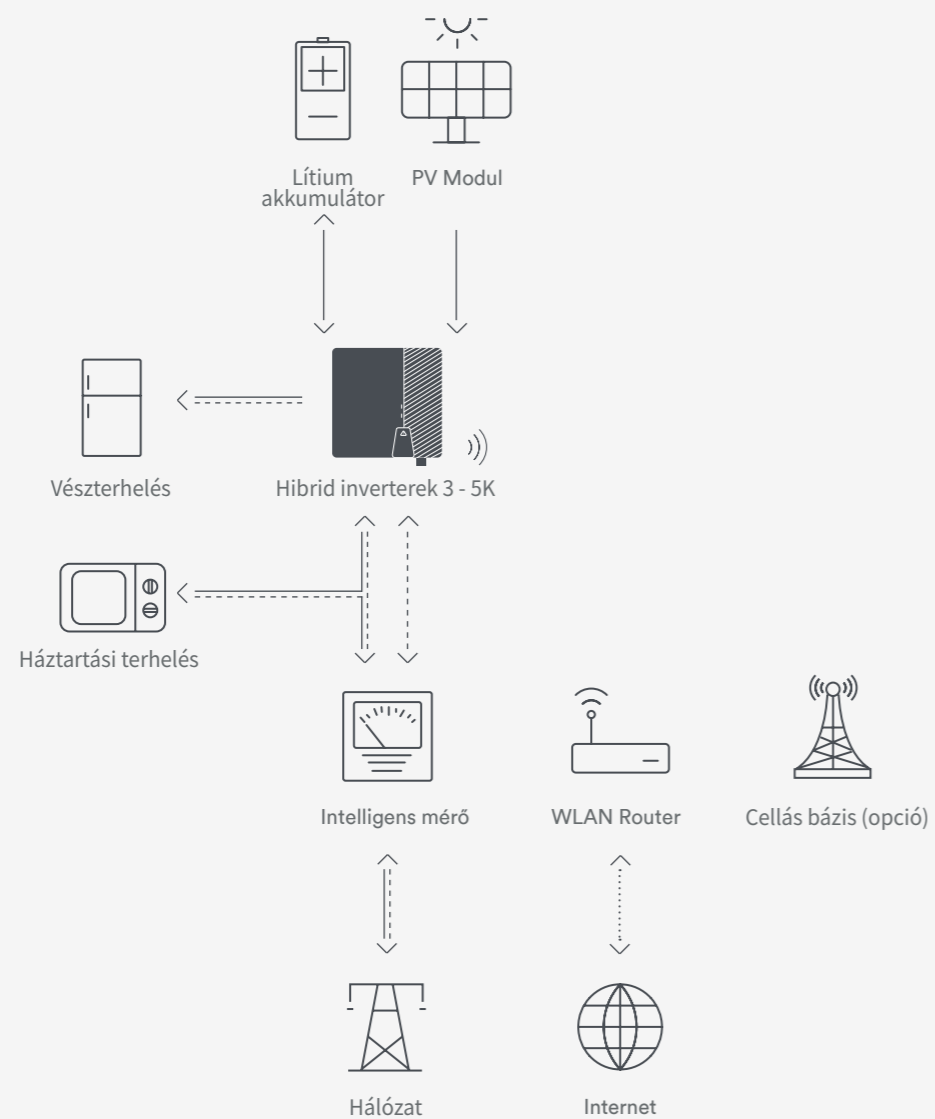 Lítium
akkumulátor
PV Modul
Vészterhelés
Hibrid inverterek 3 - 5K
Háztartási terhelés
Intelligens mérő
WLAN Router
Cellás bázis (opció)
Hálózat
Internet